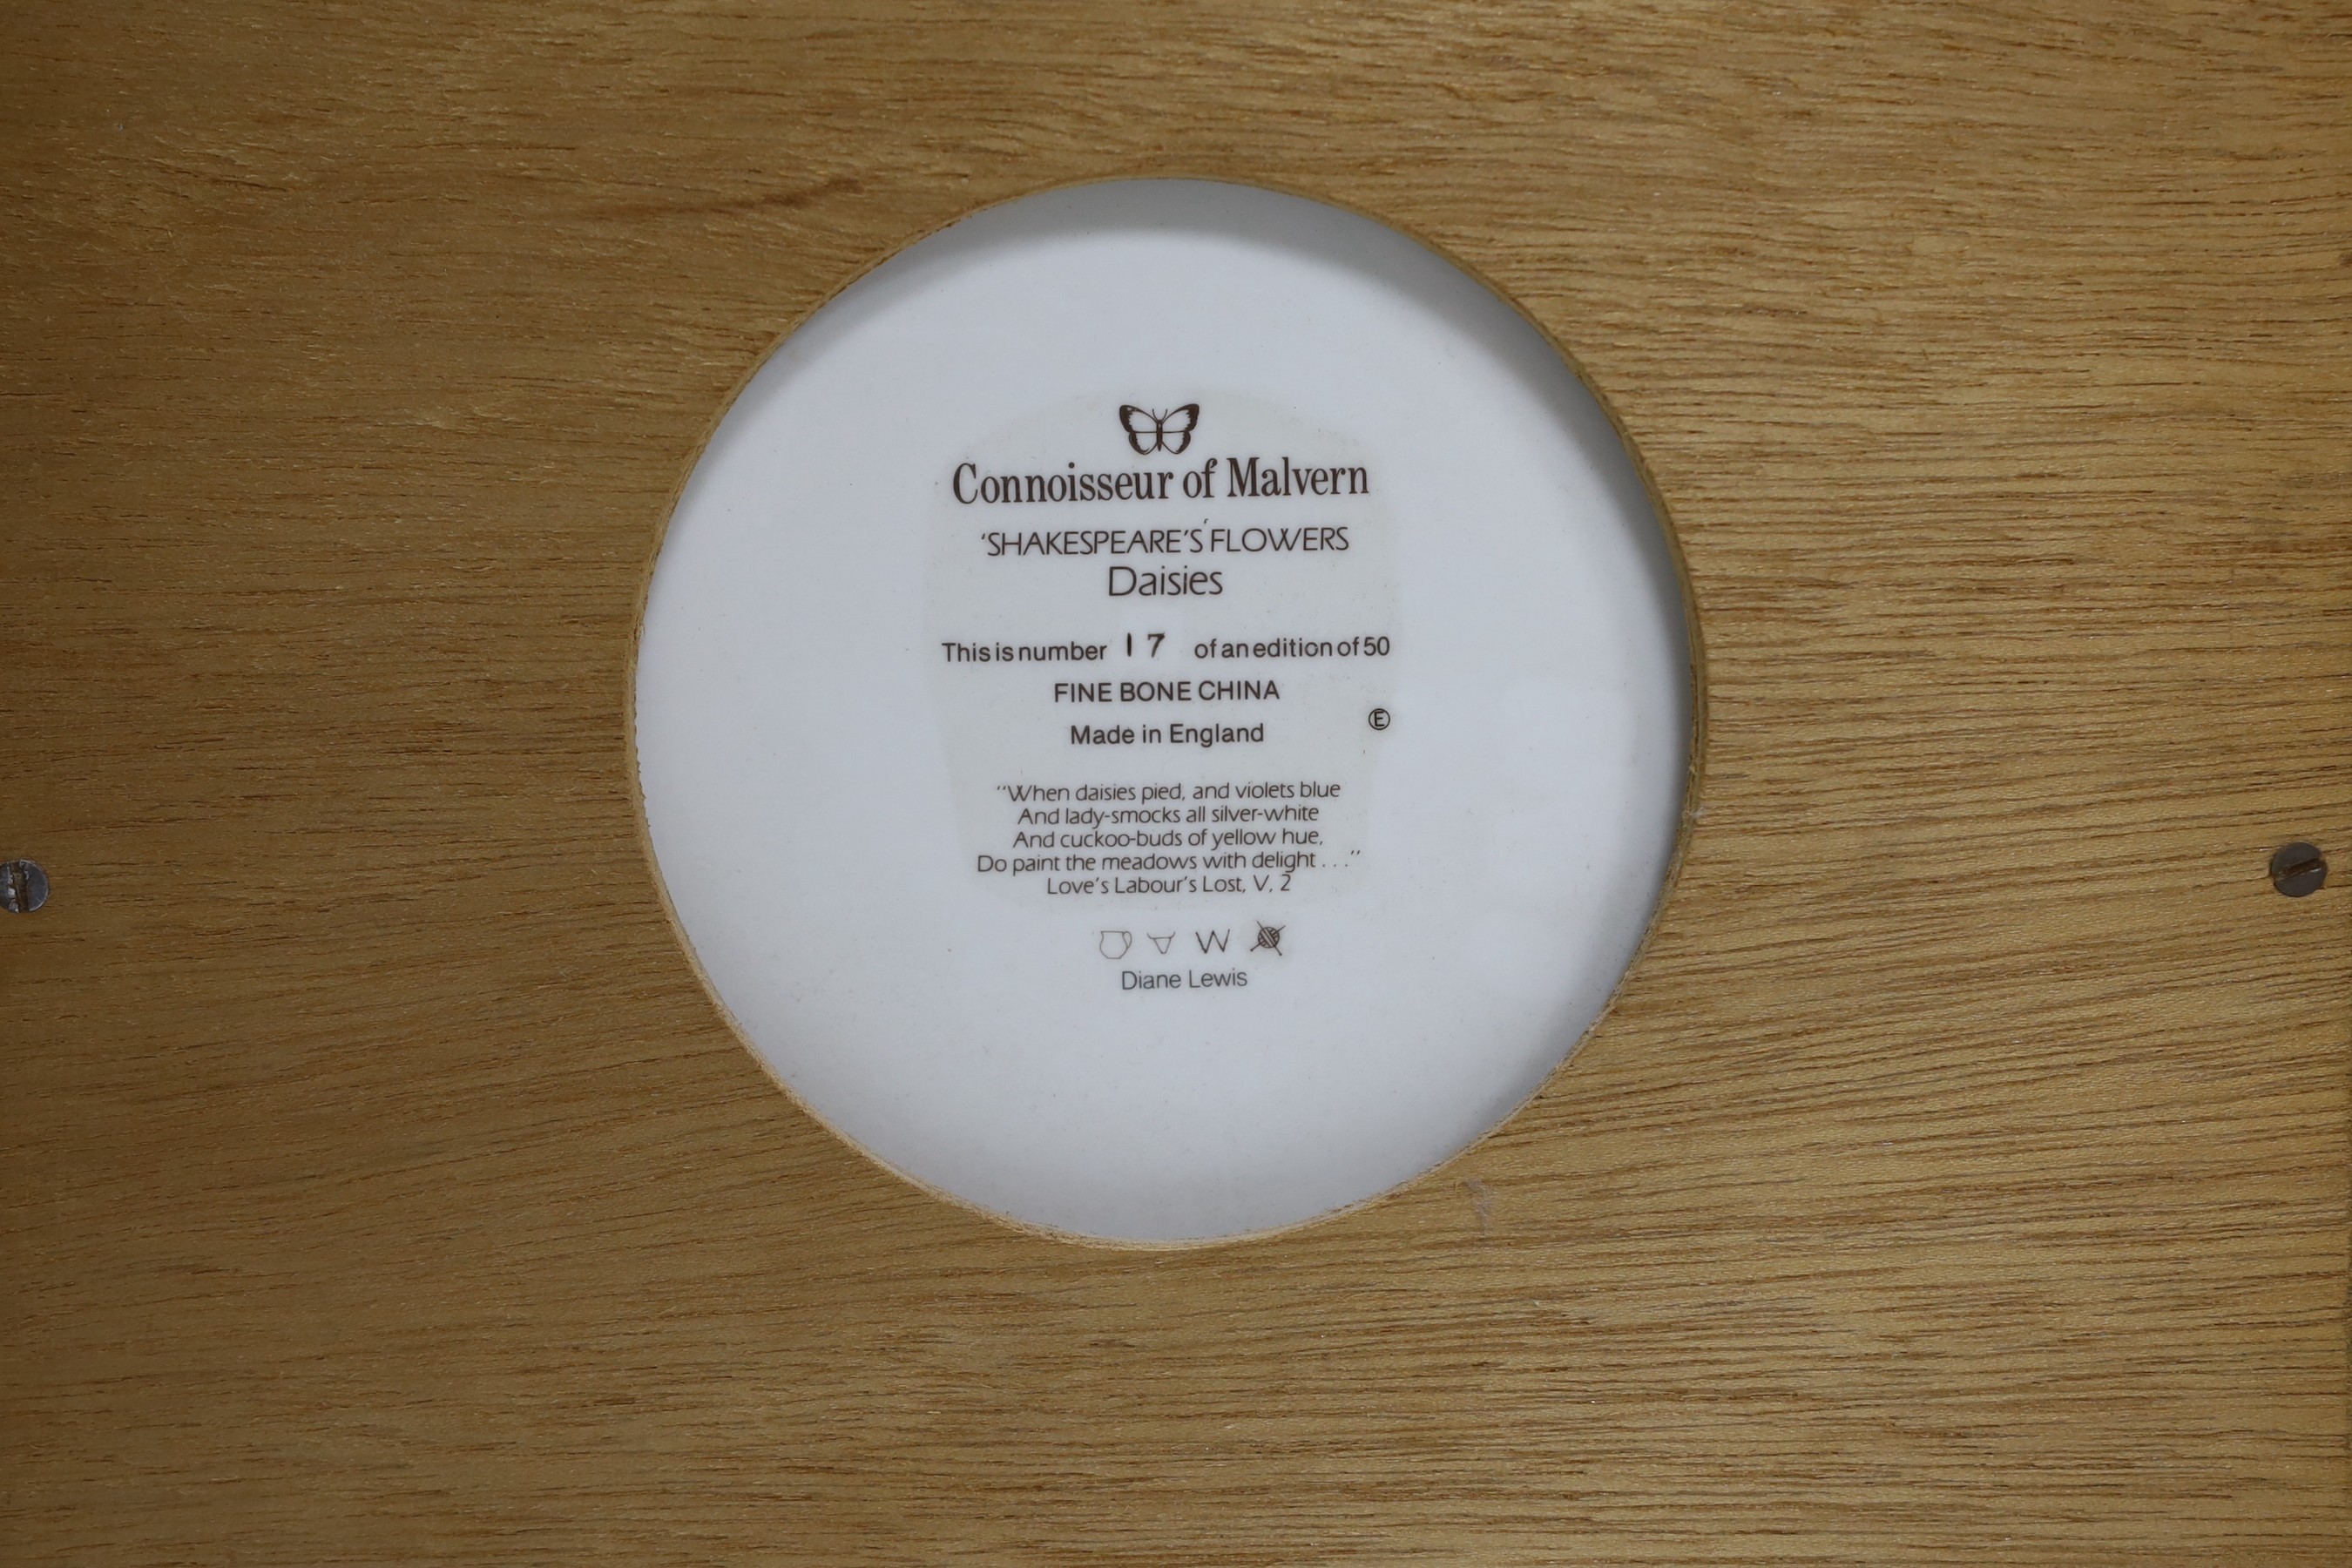 Connoisseur of Malvern
‘SHAKESPEARE’S’ FLOWERS
Daisies
This is number 17 of an edition of 50
FINE BONE CHINA
Made in England
Ⓔ
“When daisies pied, and violets blue
And lady-smocks all silver-white
And cuckoo-buds of yellow hue,
Do paint the meadows with delight . . .”
Love’s Labour’s Lost, V, 2
W
Diane Lewis